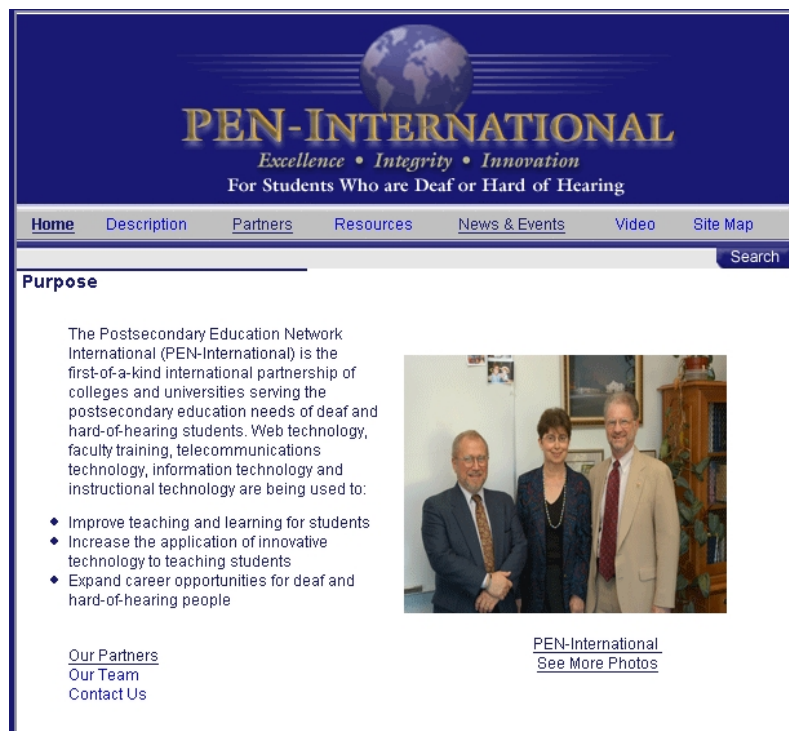 PEN-INTERNATIONAL
Excellence • Integrity • Innovation
For Students Who are Deaf or Hard of Hearing
Home Description Partners Resources News & Events Video Site Map
Search
Purpose
The Postsecondary Education Network
International (PEN-International) is the
first-of-a-kind international partnership of
colleges and universities serving the
postsecondary education needs of deaf and
hard-of-hearing students. Web technology,
faculty training, telecommunications
technology, information technology and
instructional technology are being used to:
Improve teaching and learning for students
Increase the application of innovative
technology to teaching students
Expand career opportunities for deaf and
hard-of-hearing people
Our Partners
Our Team
Contact Us
PEN-International
See More Photos